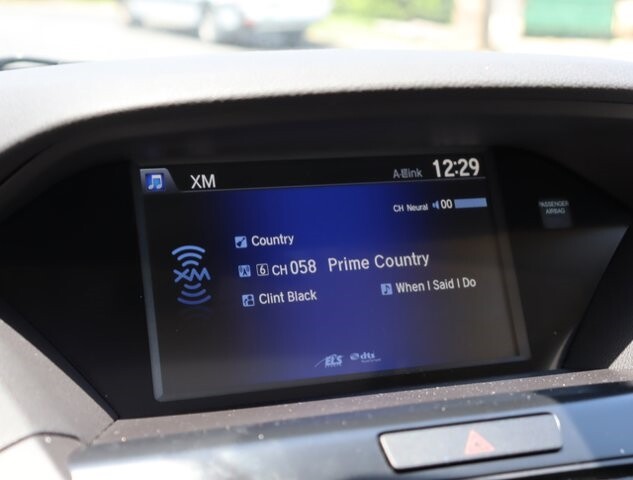 XM
12:29
CH Neural 00
Country
XM
6 CH 058 Prime Country
Clint Black
When I Said I Do
ELS
dts
PASSENGER
AIRBAG